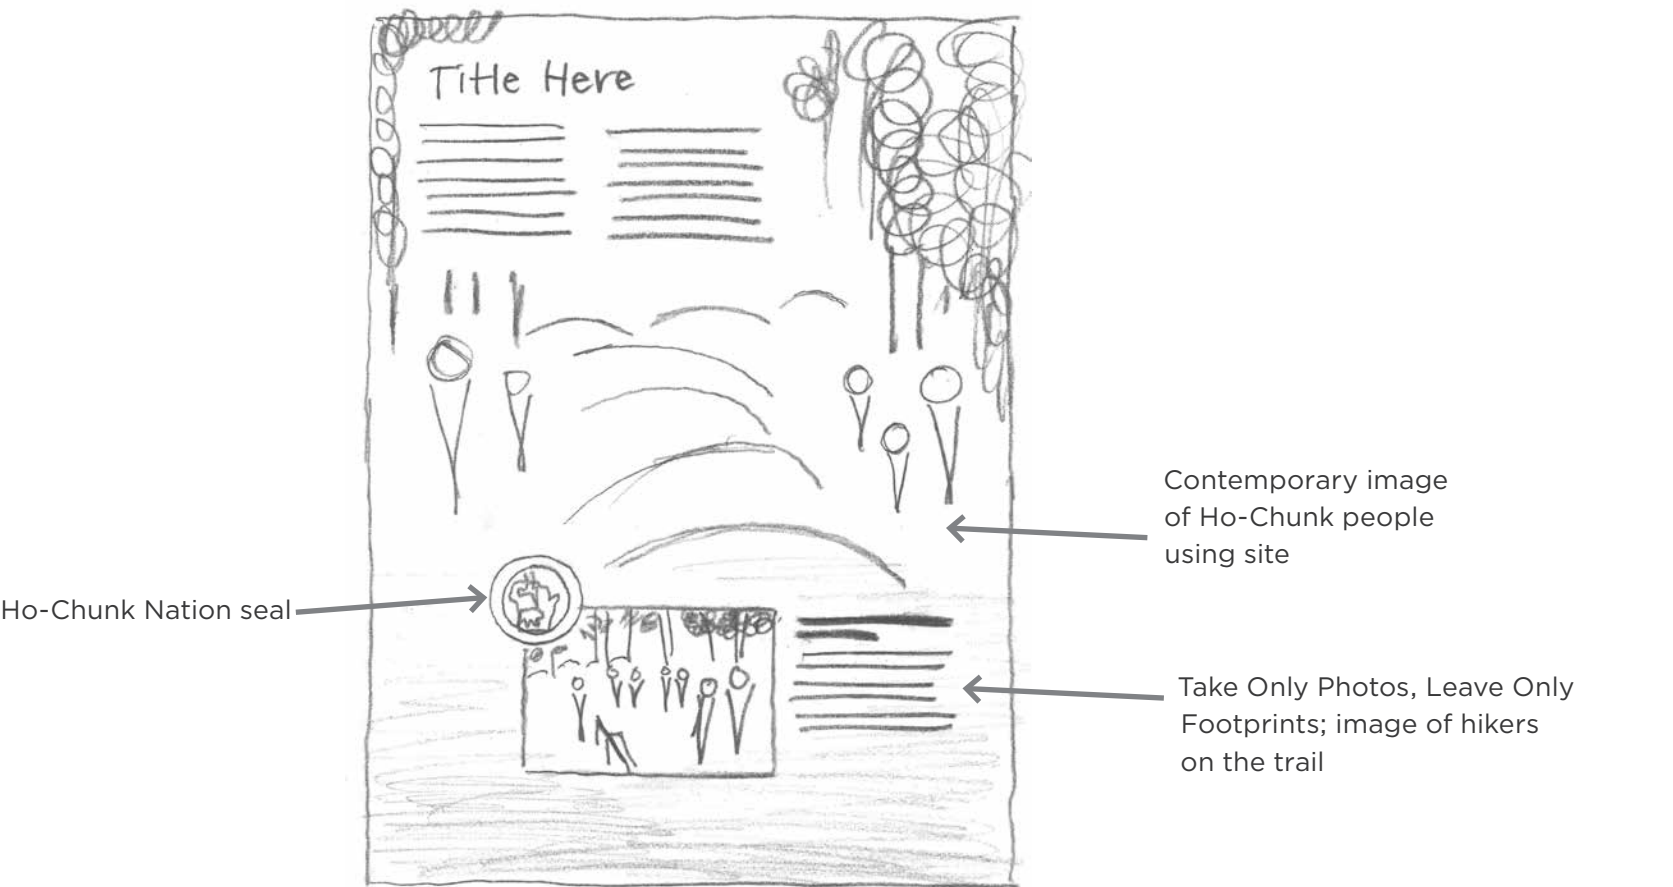 Title Here
Contemporary image
of Ho-Chunk people
using site
Ho-Chunk Nation seal
Take Only Photos, Leave Only
Footprints; image of hikers
on the trail